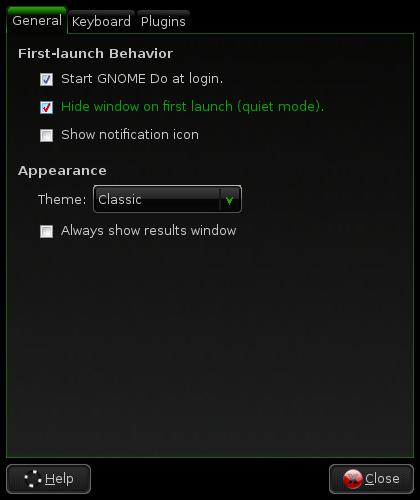 General Keyboard Plugins
First-launch Behavior
Start GNOME Do at login.
Hide window on first launch (quiet mode).
Show notification icon
Appearance
Theme: Classic
Always show results window
Help Close